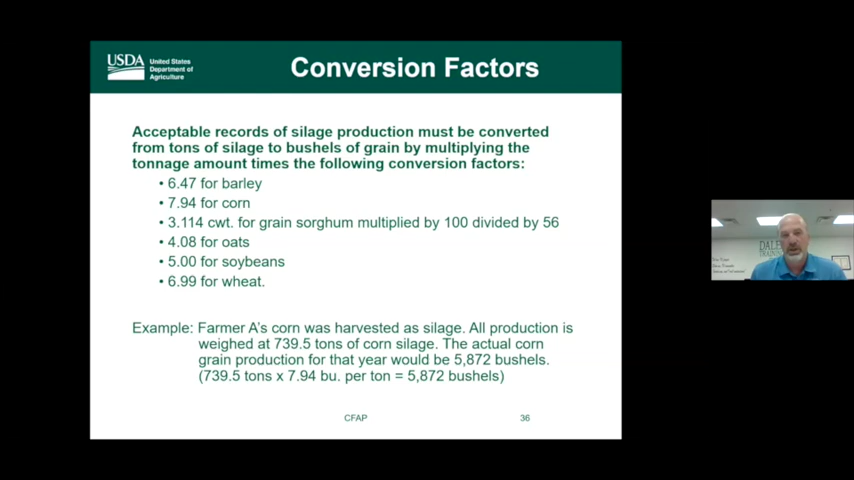 USDA
United States
Department of
Agriculture
Conversion Factors
Acceptable records of silage production must be converted
from tons of silage to bushels of grain by multiplying the
tonnage amount times the following conversion factors:
• 6.47 for barley
• 7.94 for corn
• 3.114 cwt. for grain sorghum multiplied by 100 divided by 56
• 4.08 for oats
• 5.00 for soybeans
• 6.99 for wheat.
Example: Farmer A's corn was harvested as silage. All production is
weighed at 739.5 tons of corn silage. The actual corn
grain production for that year would be 5,872 bushels.
(739.5 tons x 7.94 bu. per ton = 5,872 bushels)
CFAP
36